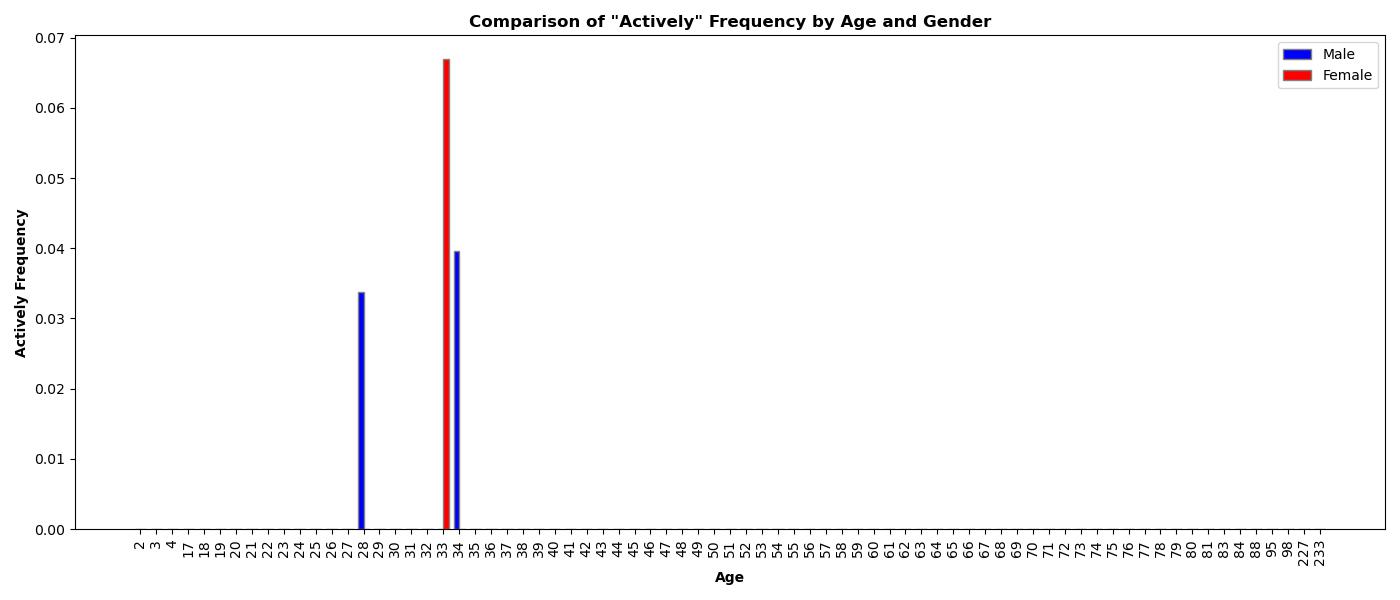 Comparison of "Actively" Frequency by Age and Gender
Male
Female
Actively Frequency
0.07
0.06
0.05
0.04
0.03
0.02
0.01
0.00
2 3 4 17 18 19 20 21 22 23 24 25 26 27 28 29 30 31 32 33 34 35 36 37 38 39 40 41 42 43 44 45 46 47 48 49 50 51 52 53 54 55 56 57 58 59 60 61 62 63 64 65 66 67 68 69 70 71 72 73 74 75 76 77 78 79 80 81 83 84 88 95 98 227 233
Age